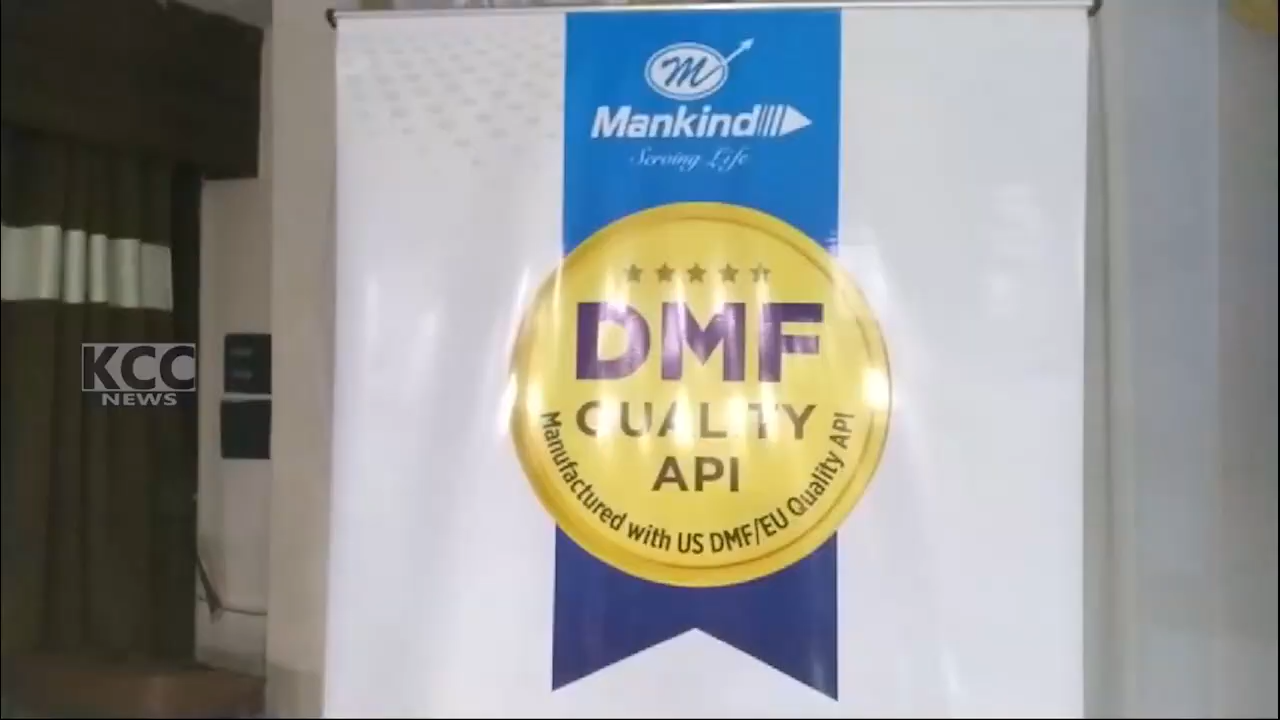 M
Mankind
Serving Life
DMF
QUALITY
API
Manufactured with US DMF/EU Quality API
KCC
NEWS